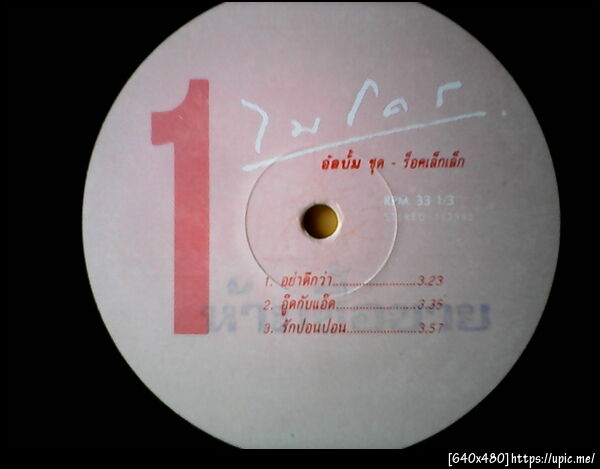 1
ไมโคร
อัลบั้ม ชุด - ร็อคเล็กเล็ก
RPM. 33 1/3
STEREO
1. อย่าดีกว่า..........................3.23
2. อู๊ดกับแอ๊ด........................3.35
3. รักปอนปอน.....................3.57
[640x480]https://upic.me/